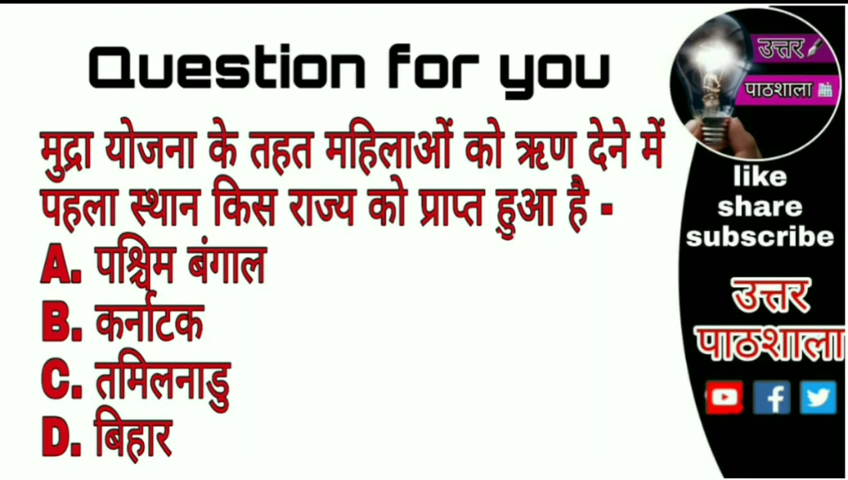 Question for you
मुद्रा योजना के तहत महिलाओं को ऋण देने में
पहला स्थान किस राज्य को प्राप्त हुआ है -
A. पश्चिम बंगाल
B. कर्नाटक
C. तमिलनाडु
D. बिहार
उत्तर
पाठशाला
like
share
subscribe
उत्तर
पाठशाला